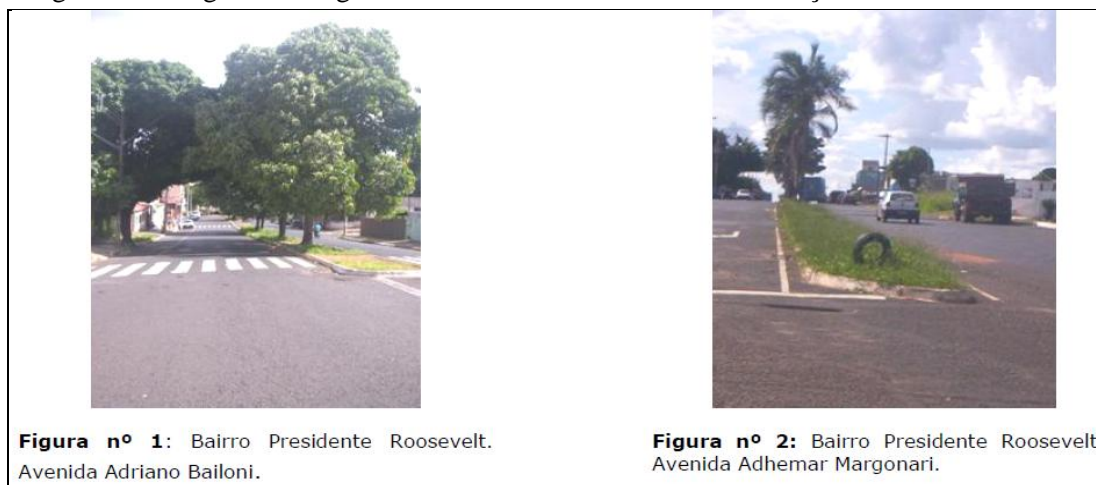 Figura nº 1: Bairro Presidente Roosevelt.
Avenida Adriano Bailoni.
Figura nº 2: Bairro Presidente Roosevelt
Avenida Adhemar Margonari.